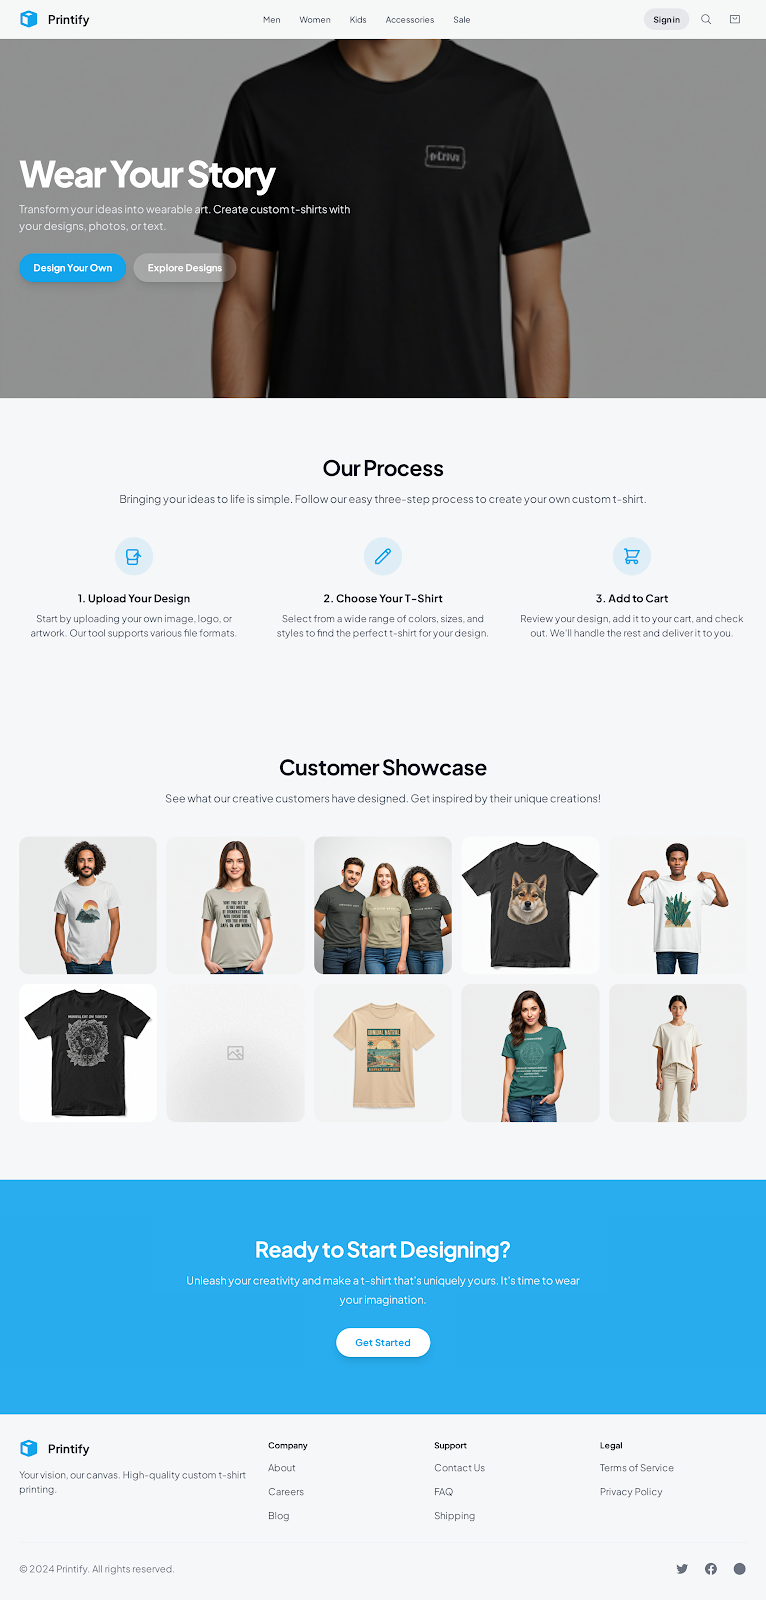 Printify
Men
Women
Kids
Accessories
Sale
Sign in
Wear Your Story
Transform your ideas into wearable art. Create custom t-shirts with
your designs, photos, or text.
Design Your Own
Explore Designs
Our Process
Bringing your ideas to life is simple. Follow our easy three-step process to create your own custom t-shirt.
1. Upload Your Design
Start by uploading your own image, logo, or
artwork. Our tool supports various file formats.
2. Choose Your T-Shirt
Select from a wide range of colors, sizes, and
styles to find the perfect t-shirt for your design.
3. Add to Cart
Review your design, add it to your cart, and check
out. We'll handle the rest and deliver it to you.
Customer Showcase
See what our creative customers have designed. Get inspired by their unique creations!
Ready to Start Designing?
Unleash your creativity and make a t-shirt that's uniquely yours. It's time to wear
your imagination.
Get Started
Printify
Your vision, our canvas. High-quality custom t-shirt
printing.
Company
About
Careers
Blog
Support
Contact Us
FAQ
Shipping
Legal
Terms of Service
Privacy Policy
© 2024 Printify. All rights reserved.